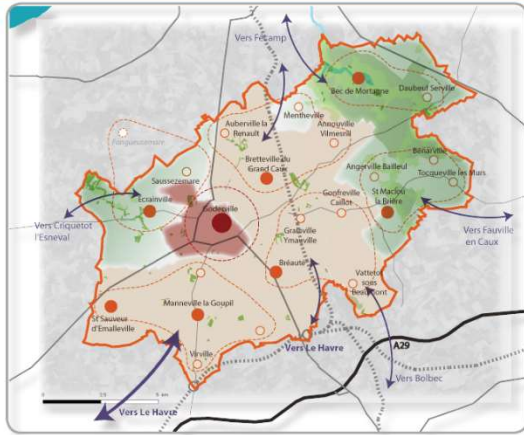 Vers Fécamp
Bec de Mortagne
Daubeuf Serville
Mentheville
Auberville la
Renault
Annouville
Vilmesnil
Bretteville du
Grand Caux
Bénarville
Tocqueville les Murs
Angerville Bailleul
Saussezemare
Ecrainville
Goderville
Gonfreville
Caillot
St Maclou
la Brière
Vers Criquetot
l'Esneval
Grainville
Ymauville
Vers Fauville
en Caux
Bréauté
Vattetot
sous
Beaumont
Manneville la Goupil
St Sauveur
d'Emalleville
Virville
Vers Le Havre
A29
Vers Bolbec
Vers Le Havre